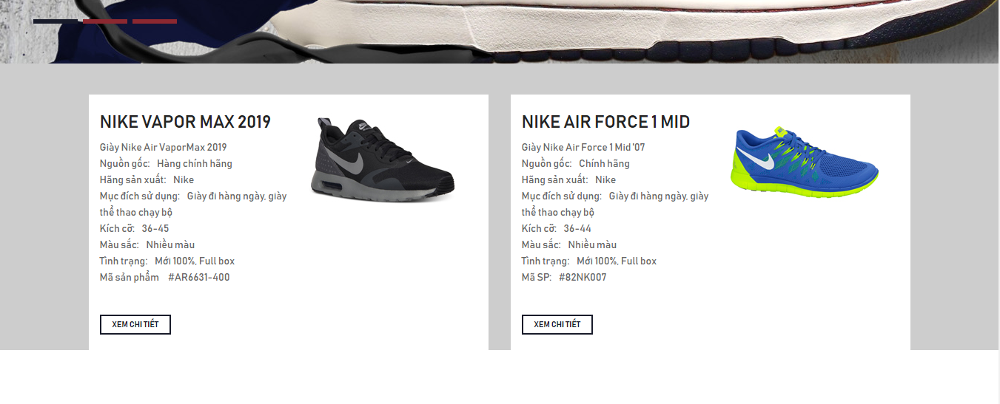 NIKE VAPOR MAX 2019
Giày Nike Air VaporMax 2019
Nguồn gốc: Hàng chính hãng
Hãng sản xuất: Nike
Mục đích sử dụng: Giày đi hàng ngày, giày
thể thao chạy bộ
Kích cỡ: 36-45
Màu sắc: Nhiều màu
Tình trạng: Mới 100%, Full box
Mã sản phẩm #AR6631-400
XEM CHI TIẾT
NIKE AIR FORCE 1 MID
Giày Nike Air Force 1 Mid '07
Nguồn gốc: Chính hãng
Hãng sản xuất: Nike
Mục đích sử dụng: Giày đi hàng ngày, giày
thể thao chạy bộ
Kích cỡ: 36-44
Màu sắc: Nhiều màu
Tình trạng: Mới 100%, Full box
Mã SP: #82NK007
XEM CHI TIẾT